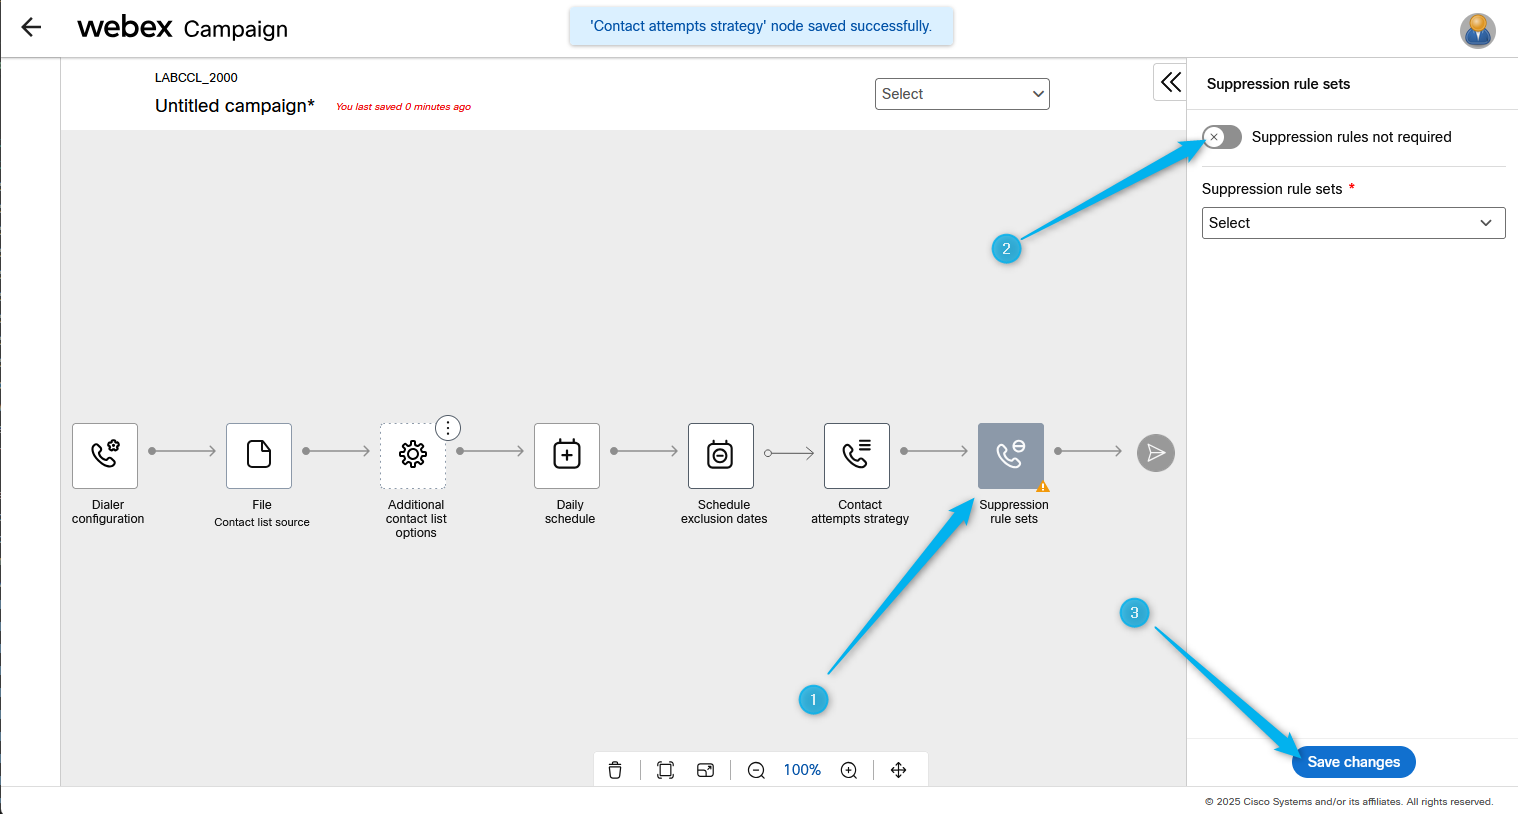 webex Campaign
'Contact attempts strategy' node saved successfully.
LABCCL_2000
Untitled campaign*
You last saved 0 minutes ago
Select
Suppression rule sets
Suppression rules not required
Suppression rule sets *
Select
2
Dialer
configuration
File
Contact list source
Additional
contact list
options
Daily
schedule
Schedule
exclusion dates
Contact
attempts strategy
Suppression
rule sets
3
1
100%
Save changes
© 2025 Cisco Systems and/or its affiliates. All rights reserved.